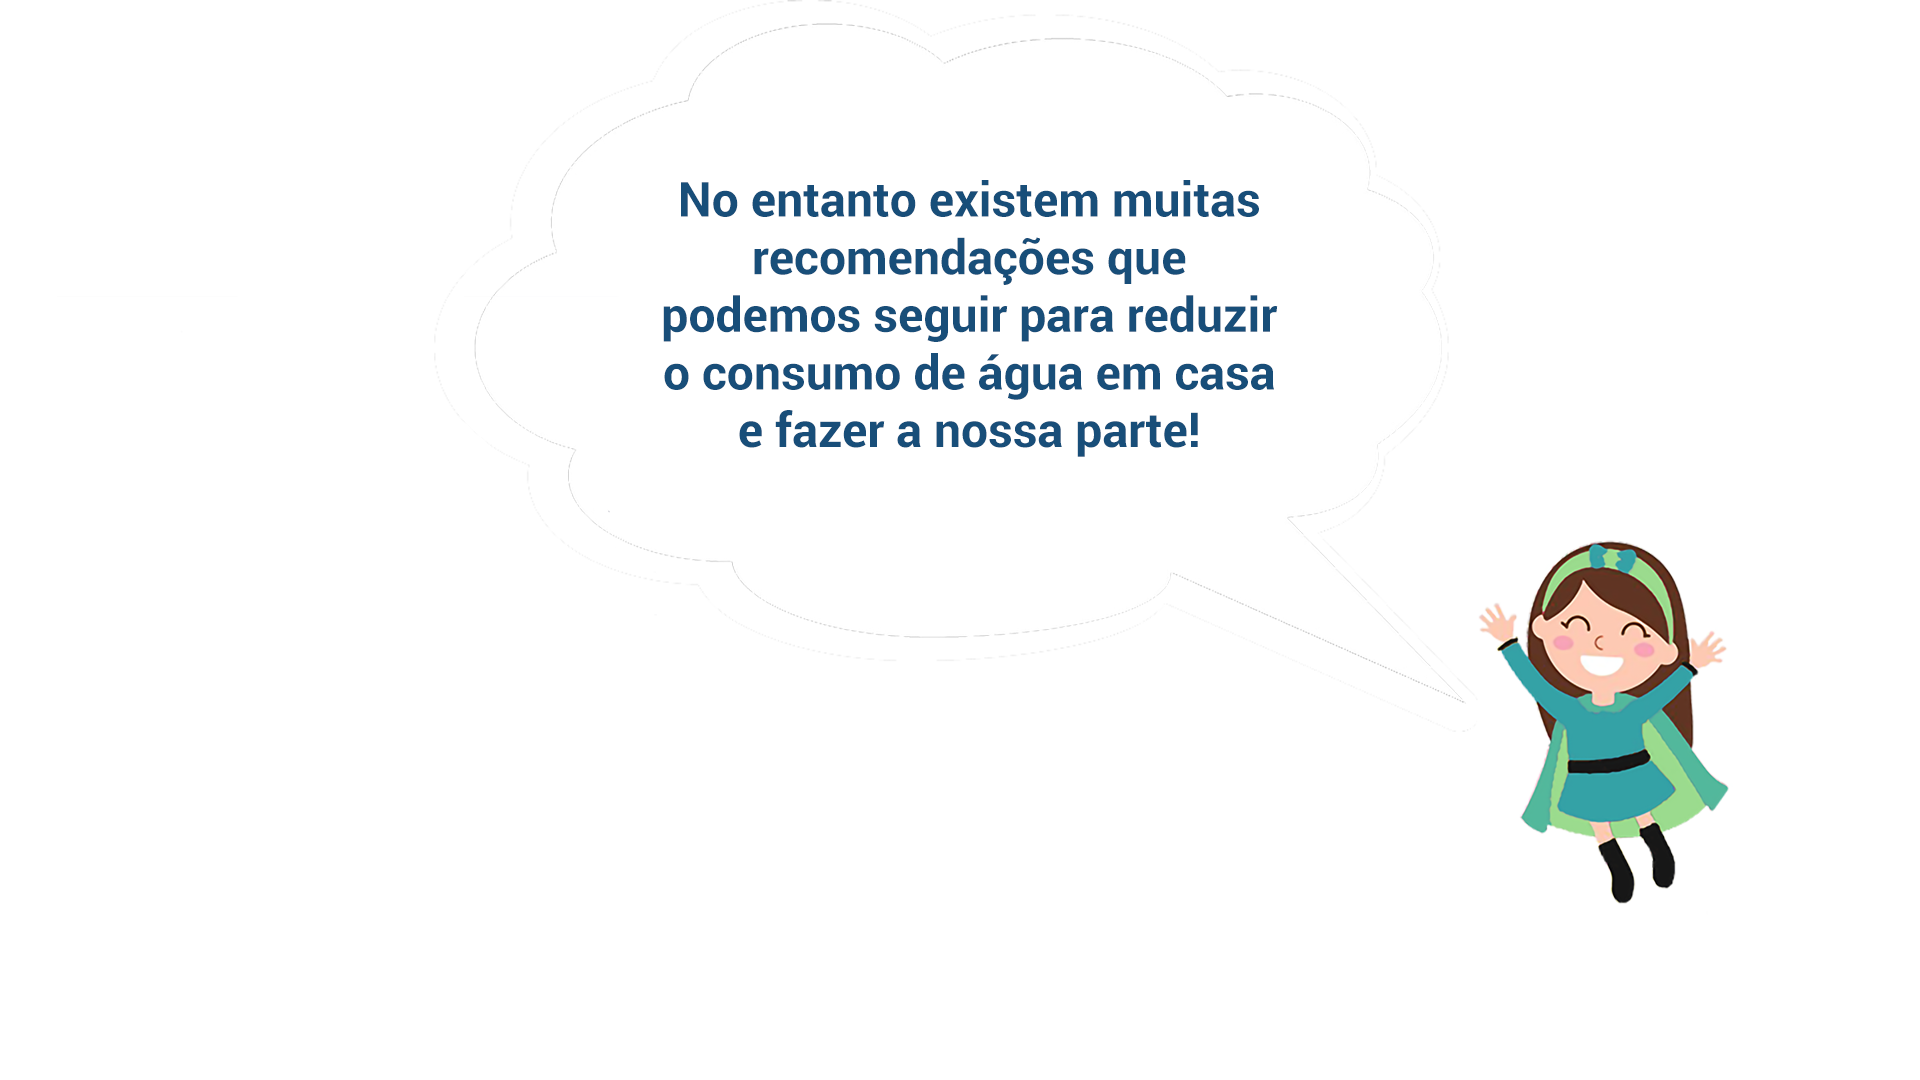 No entanto existem muitas
recomendações que
podemos seguir para reduzir
o consumo de água em casa
e fazer a nossa parte!